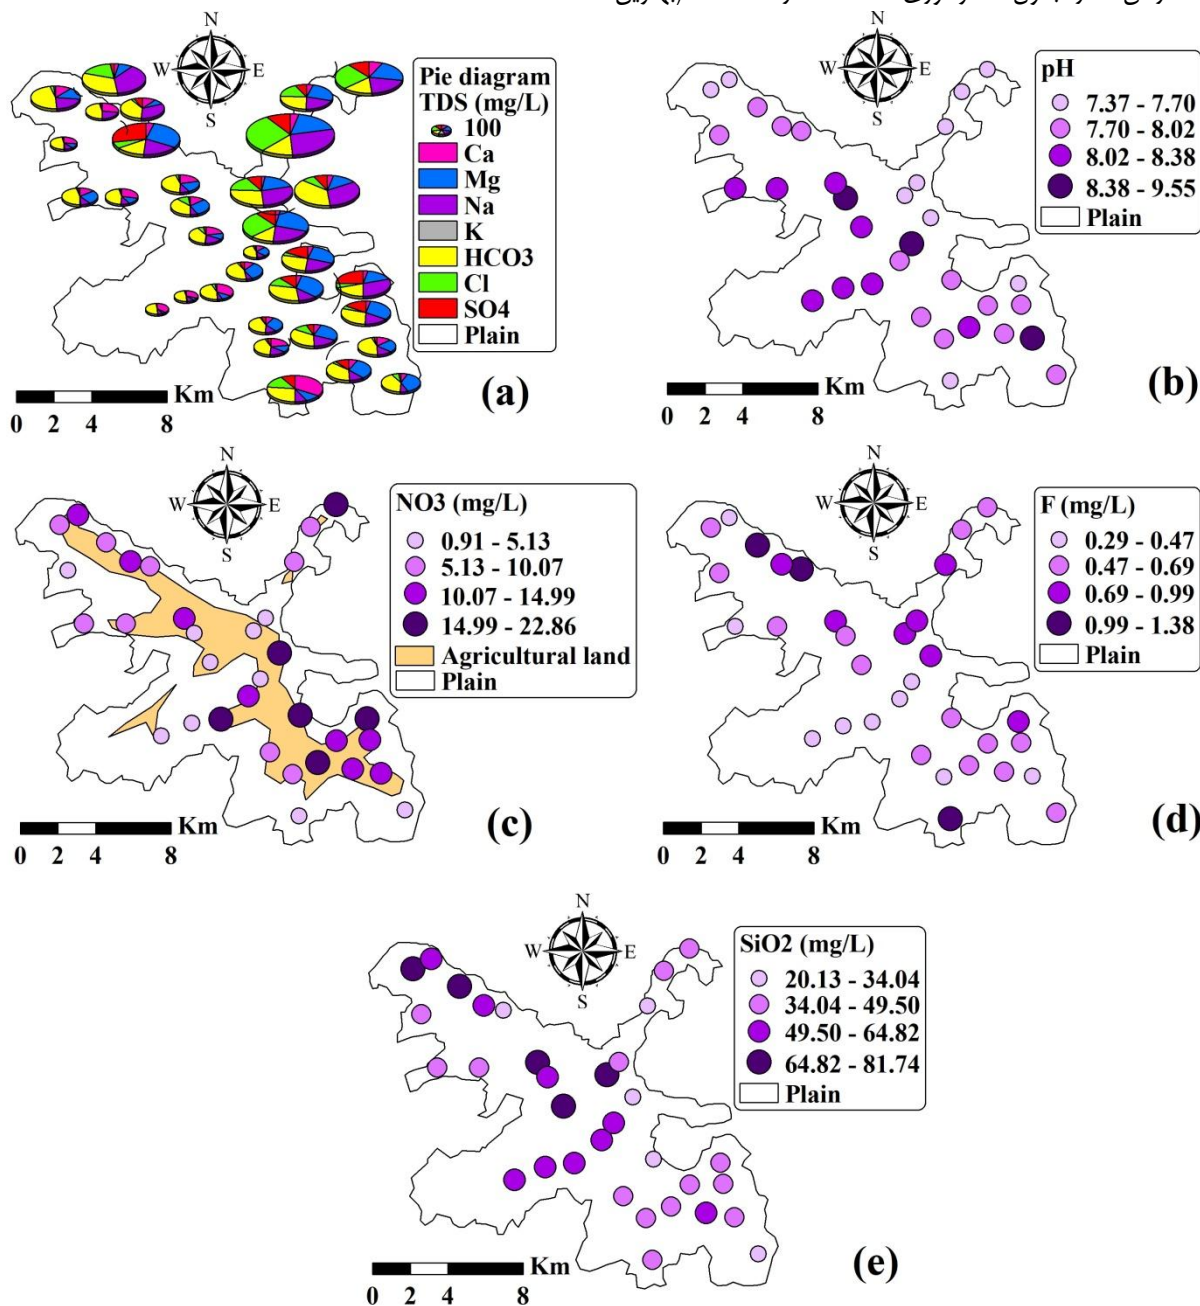 N
W E
S
Pie diagram
TDS (mg/L)
100
Ca
Mg
Na
K
HCO3
Cl
SO4
Plain
Km
0 2 4 8
(a)
N
W E
S
pH
7.37 - 7.70
7.70 - 8.02
8.02 - 8.38
8.38 - 9.55
Plain
Km
0 2 4 8
(b)
N
W E
S
NO3 (mg/L)
0.91 - 5.13
5.13 - 10.07
10.07 - 14.99
14.99 - 22.86
Agricultural land
Plain
Km
0 2 4 8
(c)
N
W E
S
F (mg/L)
0.29 - 0.47
0.47 - 0.69
0.69 - 0.99
0.99 - 1.38
Plain
Km
0 2 4 8
(d)
N
W E
S
SiO2 (mg/L)
20.13 - 34.04
34.04 - 49.50
49.50 - 64.82
64.82 - 81.74
Plain
Km
0 2 4 8
(e)